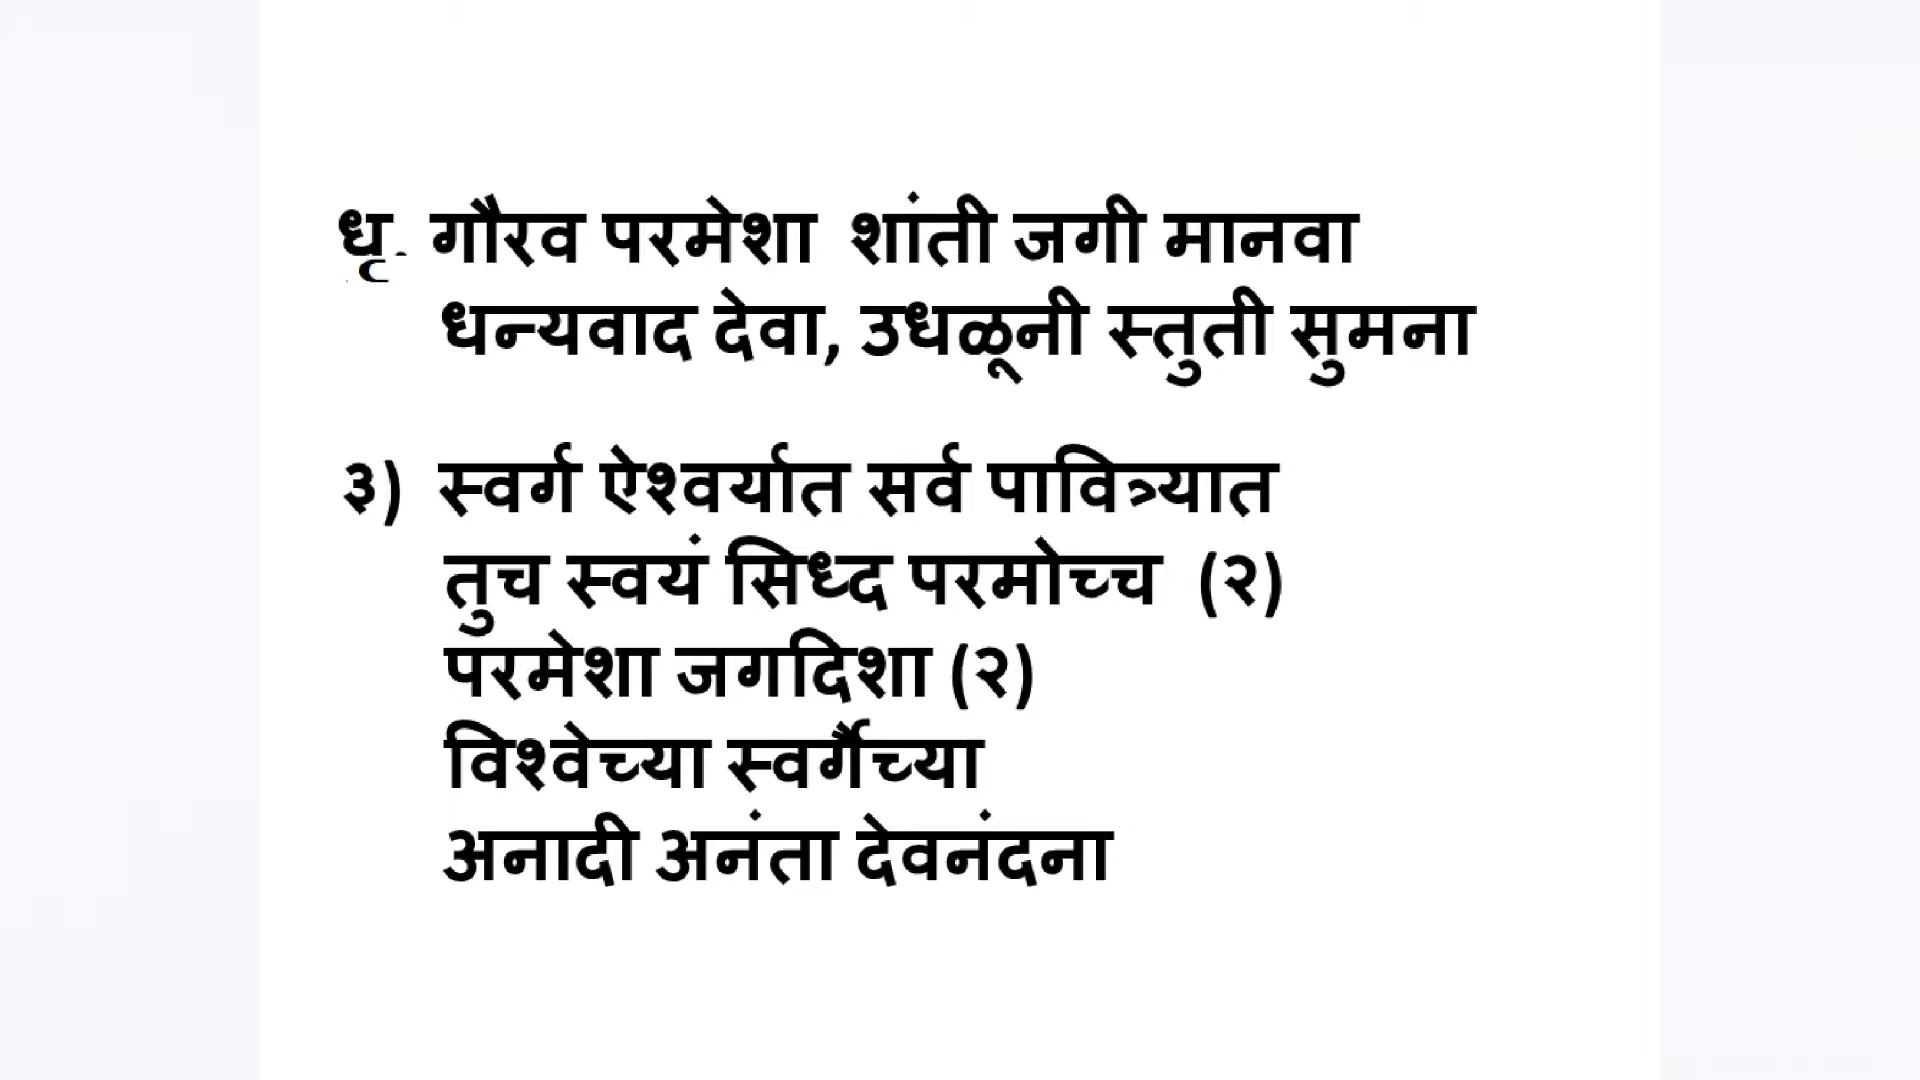 धृ. गौरव परमेशा शांती जगी मानवा
धन्यवाद देवा, उधळूनी स्तुती सुमना
३) स्वर्ग ऐश्वर्यात सर्व पावित्र्यात
तुच स्वयं सिध्द परमोच्च (२)
परमेशा जगदिशा (२)
विश्वेच्या स्वर्गैच्या
अनादी अनंता देवनंदना